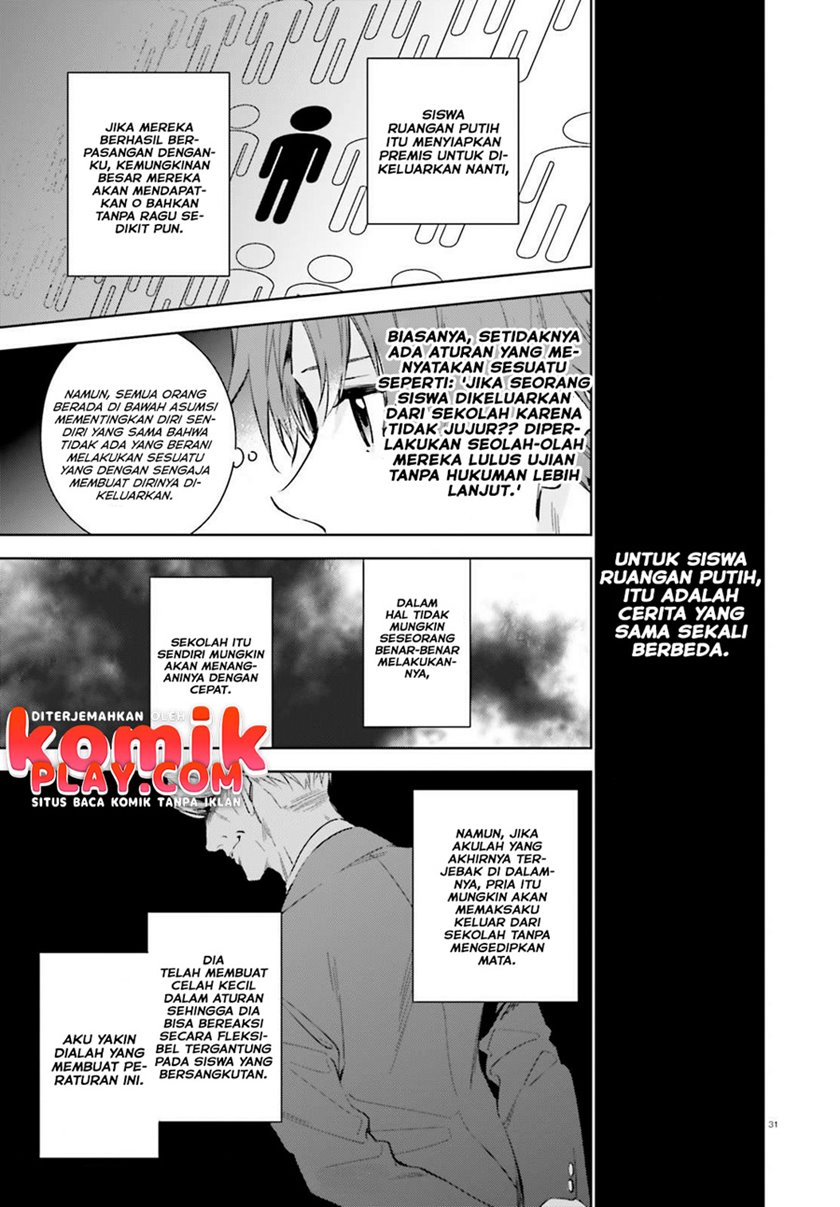 SISWA
RUANGAN PUTIH
ITU MENYIAPKAN
PREMIS UNTUK DI-
KELUARKAN NANTI,
JIKA MEREKA
BERHASIL BER-
PASANGAN DENGAN-
KU, KEMUNGKINAN
BESAR MEREKA
AKAN MENDAPAT-
KAN 0 BAHKAN
TANPA RAGU SE-
DIKIT PUN.
BIASANYA, SETIDAKNYA
ADA ATURAN YANG ME-
NYATAKAN SESUATU
SEPERTI: 'JIKA SEORANG
SISWA DIKELUARKAN
DARI SEKOLAH KARENA
TIDAK JUJUR?? DIPER-
LAKUKAN SEOLAH-OLAH
MEREKA LULUS UJIAN
TANPA HUKUMAN LEBIH
LANJUT.'
NAMUN, SEMUA ORANG
BERADA DI BAWAH ASUMSI
MEMENTINGKAN DIRI SEN-
DIRI YANG SAMA BAHWA
TIDAK ADA YANG BERANI
MELAKUKAN SESUATU
YANG DENGAN SENGAJA
MEMBUAT DIRINYA DI-
KELUARKAN.
UNTUK SISWA
RUANGAN PUTIH,
ITU ADALAH
CERITA YANG
SAMA SEKALI
BERBEDA.
DALAM
HAL TIDAK
MUNGKIN
SESEORANG
BENAR-BENAR
MELAKUKAN-
NYA,
SEKOLAH ITU
SENDIRI MUNGKIN
AKAN MENANG-
ANINYA DENGAN
CEPAT.
DITERJEMAHKAN OLEH
komik
PLAY.COM
SITUS BACA KOMIK TANPA IKLAN
NAMUN, JIKA
AKULAH YANG
AKHIRNYA TER-
JEBAK DI DALAM-
NYA, PRIA ITU
MUNGKIN AKAN
MEMAKSAKU
KELUAR DARI
SEKOLAH TANPA
MENGEDIPKAN
MATA.
DIA
TELAH MEMBUAT
CELAH KECIL
DALAM ATURAN
SEHINGGA DIA
BISA BEREAKSI
SECARA FLEKSI-
BEL TERGANTUNG
PADA SISWA YANG
BERSANGKUTAN.
AKU YAKIN
DIALAH YANG
MEMBUAT PE-
RATURAN INI.
31